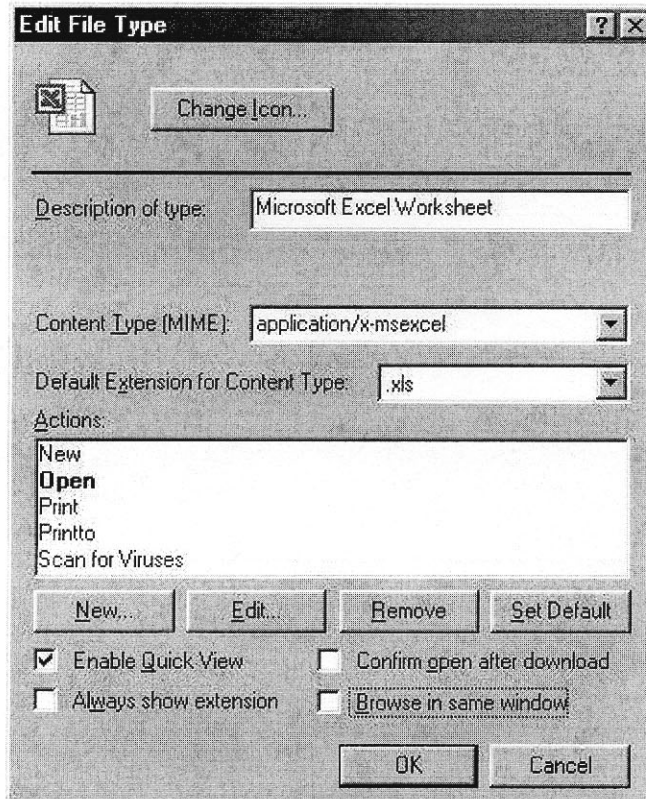 Edit File Type
Change Icon...
Description of type: Microsoft Excel Worksheet
Content Type (MIME): application/x-msexcel
Default Extension for Content Type: .xls
Actions:
New
Open
Print
Printto
Scan for Viruses
New... Edit... Remove Set Default
Enable Quick View Confirm open after download
Always show extension Browse in same window
OK Cancel